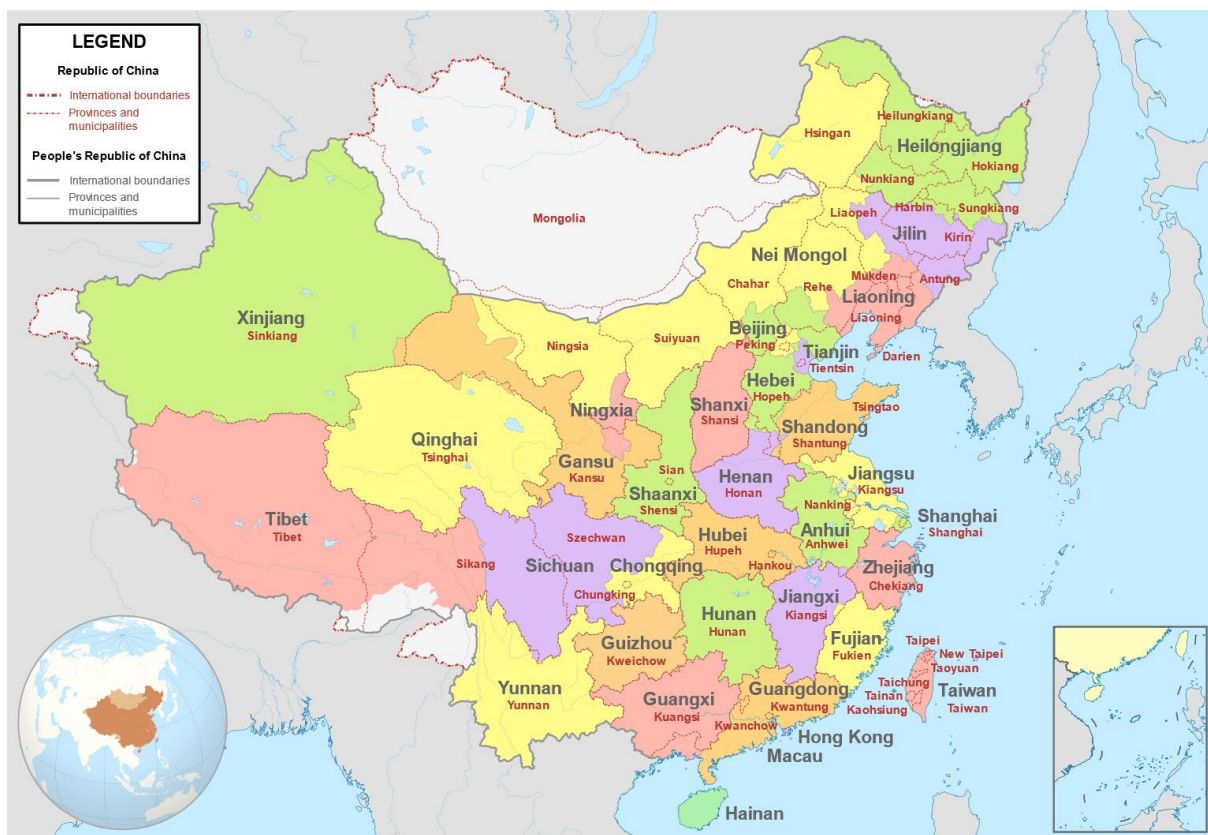 LEGEND
Republic of China
International boundaries
Provinces and
municipalities
People's Republic of China
International boundaries
Provinces and
municipalities
Heilungkiang
Hsingan
Heilongjiang
Hokiang
Nunkiang
Liaopeh
Harbin
Sungkiang
Mongolia
Jilin
Kirin
Nei Mongol
Mukden
Antung
Chahar
Rehe
Liaoning
Liaoning
Xinjiang
Sinkiang
Beijing
Peking
Suiyuan
Ningsia
Tianjin
Tientsin
Darien
Hebei
Hopeh
Ningxia
Shanxi
Shansi
Tsingtao
Shandong
Shantung
Qinghai
Tsinghai
Gansu
Kansu
Sian
Henan
Honan
Jiangsu
Kiangsu
Shaanxi
Shensi
Nanking
Tibet
Tibet
Shanghai
Shanghai
Anhui
Anhwei
Szechwan
Hubei
Hupeh
Sikang
Sichuan
Chongqing
Hankou
Zhejiang
Chekiang
Chungking
Jiangxi
Kiangsi
Hunan
Hunan
Guizhou
Kweichow
Fujian
Fukien
Taipei
New Taipei
Taoyuan
Yunnan
Yunnan
Guangxi
Kuangsi
Guangdong
Kwantung
Taichung
Tainan
Kaohsiung
Taiwan
Taiwan
Kwanchow
Hong Kong
Macau
Hainan